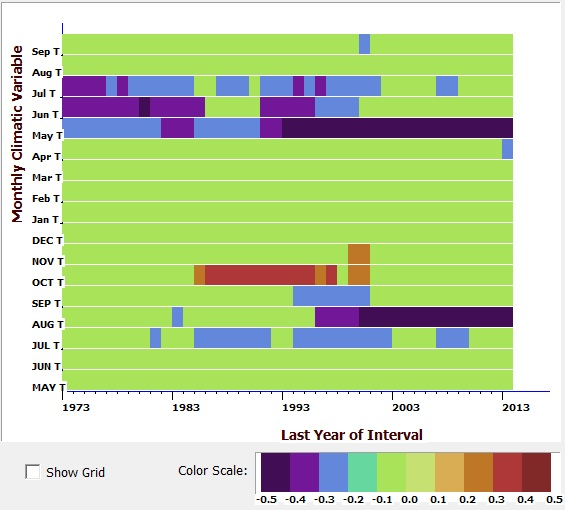 Monthly Climatic Variable
Sep T
Aug T
Jul T
Jun T
May T
Apr T
Mar T
Feb T
Jan T
DEC T
NOV T
OCT T
SEP T
AUG T
JUL T
JUN T
MAY T
1973 1983 1993 2003 2013
Last Year of Interval
Show Grid
Color Scale:
-0.5 -0.4 -0.3 -0.2 -0.1 0.0 0.1 0.2 0.3 0.4 0.5